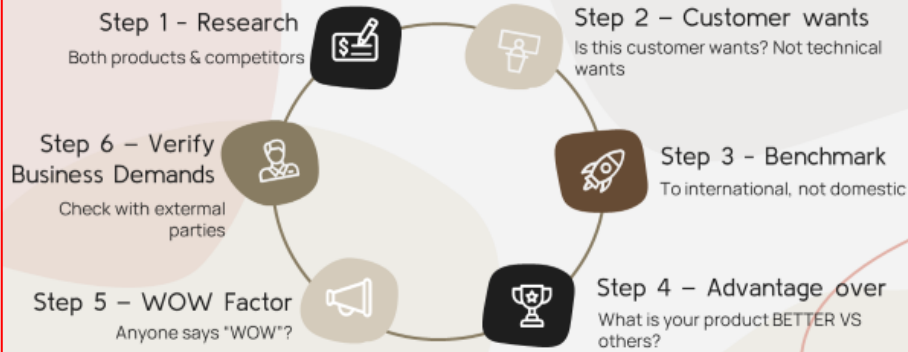 Step 1 - Research
Both products & competitors
$
Step 2 – Customer wants
Is this customer wants? Not technical
wants
Step 3 - Benchmark
To international, not domestic
Step 4 – Advantage over
What is your product BETTER VS
others?
Step 5 – WOW Factor
Anyone says "WOW"?
Step 6 – Verify
Business Demands
Check with extermal
parties